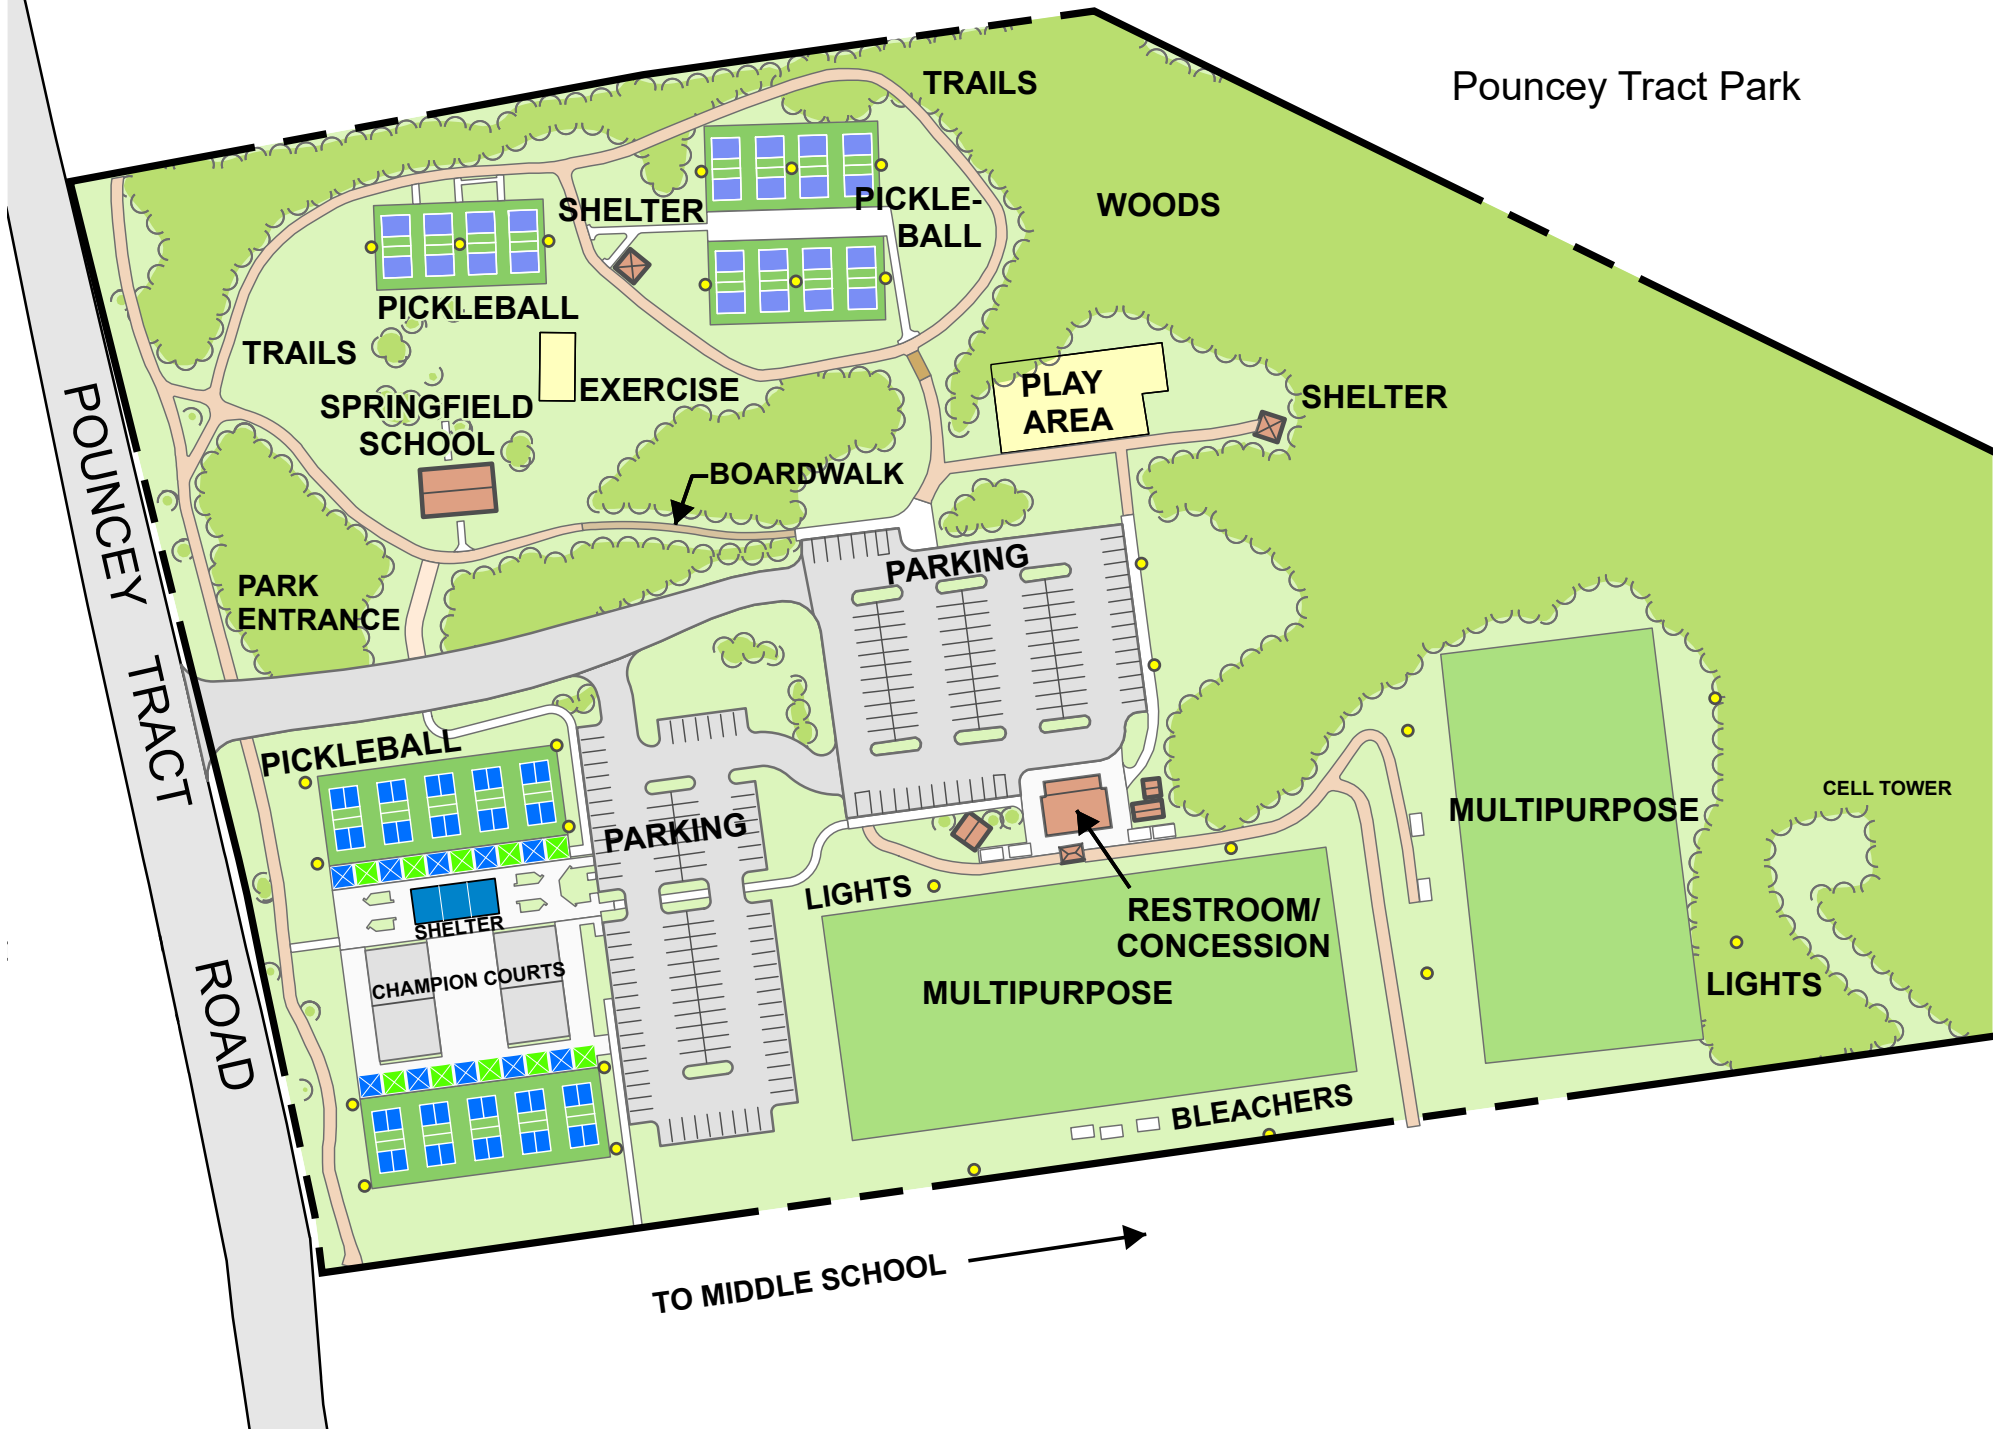 Pouncey Tract Park
TRAILS
WOODS
PICKLE-
BALL
SHELTER
PICKLEBALL
TRAILS
EXERCISE
SPRINGFIELD
SCHOOL
PLAY
AREA
SHELTER
BOARDWALK
PARKING
PARK
ENTRANCE
POUNCEY TRACT ROAD
PICKLEBALL
PARKING
SHELTER
CHAMPION COURTS
LIGHTS
RESTROOM/
CONCESSION
MULTIPURPOSE
MULTIPURPOSE
CELL TOWER
LIGHTS
BLEACHERS
TO MIDDLE SCHOOL